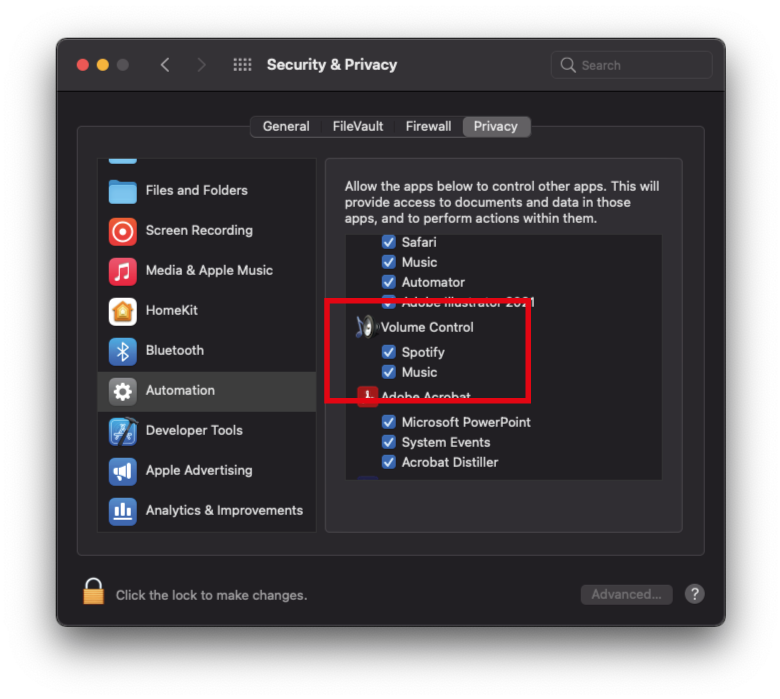 Security & Privacy
Search
General
FileVault
Firewall
Privacy
Files and Folders
Screen Recording
Media & Apple Music
HomeKit
Bluetooth
Automation
Developer Tools
Apple Advertising
Analytics & Improvements
Allow the apps below to control other apps. This will
provide access to documents and data in those
apps, and to perform actions within them.
Safari
Music
Automator
Adobe Illustrator 2021
Volume Control
Spotify
Music
Adobe Acrobat
Microsoft PowerPoint
System Events
Acrobat Distiller
Click the lock to make changes.
Advanced...
?